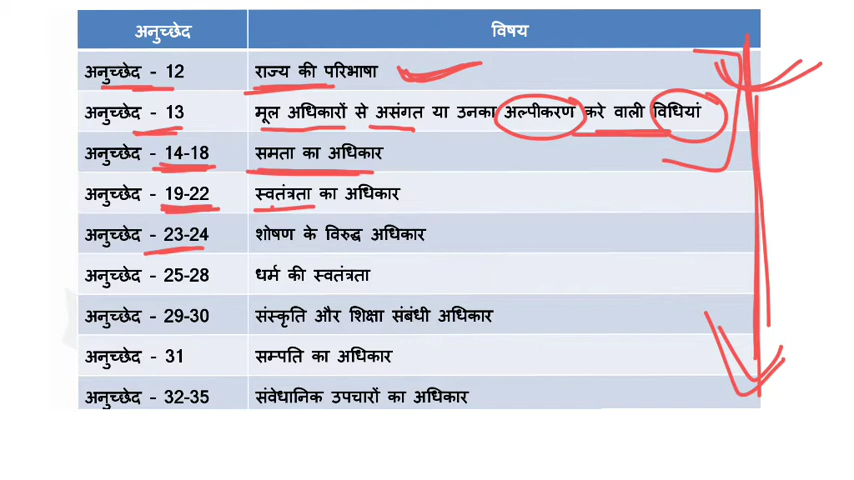 अनुच्छेद विषय
अनुच्छेद - 12 राज्य की परिभाषा
अनुच्छेद - 13 मूल अधिकारों से असंगत या उनका अल्पीकरण करे वाली विधियां
अनुच्छेद - 14-18 समता का अधिकार
अनुच्छेद - 19-22 स्वतंत्रता का अधिकार
अनुच्छेद - 23-24 शोषण के विरुद्ध अधिकार
अनुच्छेद - 25-28 धर्म की स्वतंत्रता
अनुच्छेद - 29-30 संस्कृति और शिक्षा संबंधी अधिकार
अनुच्छेद - 31 सम्पति का अधिकार
अनुच्छेद - 32-35 संवेधानिक उपचारों का अधिकार